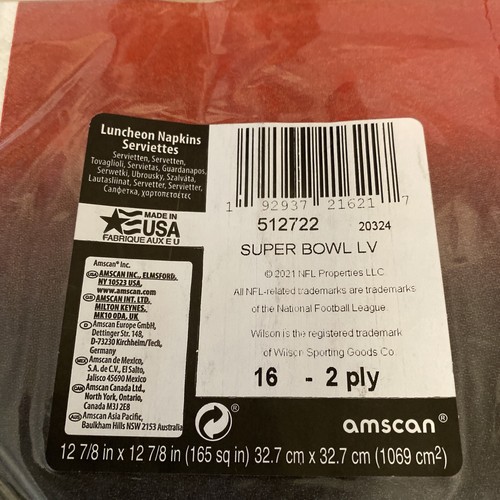 Luncheon Napkins
Serviettes
Servietten, Servetten,
Tovaglioli, Servietas, Guardanapos,
Serwetki, Ubrousky, Szalváta,
Lautasliinat, Servetter, Servietter,
Салфетка, χαρτοπετσέτες
MADE IN
USA
FABRIQUE AUX E U
Amscan® Inc.
USA AMSCAN INC., ELMSFORD,
NY 10523 USA,
www.amscan.com
GB AMSCAN INT. LTD.
MILTON KEYNES,
MK10 0DA, UK
D Amscan Europe GmbH,
Dettinger Str. 148,
D-73230 Kirchheim/Teck,
Germany
MEX Amscan de Mexico,
S.A. de C.V., El Salto,
Jalisco 45690 Mexico
CAN Amscan Canada Ltd.,
North York, Ontario,
Canada M3J 2E8
AUS Amscan Asia Pacific,
Baulkham Hills NSW 2153 Australia
1 92937 21621 7
512722 20324
SUPER BOWL LV
© 2021 NFL Properties LLC
All NFL-related trademarks are trademarks
of the National Football League.
Wilson is the registered trademark
of Wilson Sporting Goods Co
16 - 2 ply
®
amscan®
12 7/8 in x 12 7/8 in (165 sq in) 32.7 cm x 32.7 cm (1069 cm²)